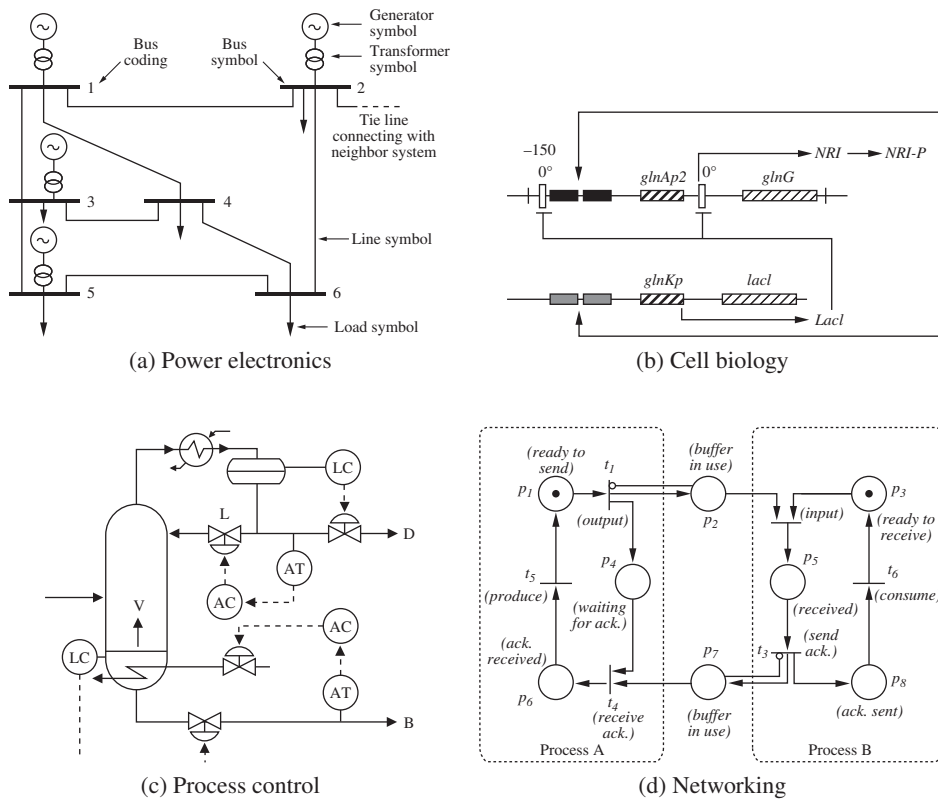 Generator
symbol
Transformer
symbol
Bus
coding
Bus
symbol
1
2
Tie line
connecting with
neighbor system
3
4
Line symbol
5
6
Load symbol
(a) Power electronics
–150
0°
glnAp2
0°
glnG
NRI
NRI-P
glnKp
lacl
Lacl
(b) Cell biology
LC
L
D
AT
AC
V
AC
LC
AT
B
(c) Process control
(ready to
send)
t1
(buffer
in use)
p1
(output)
p2
(input)
p3
(ready to
receive)
p4
p5
t5
(produce)
(waiting
for ack.)
(received)
t6
(consume)
(ack.
received)
p7
t3
(send
ack.)
p6
t4
(receive
ack.)
(buffer
in use)
p8
(ack. sent)
Process A
Process B
(d) Networking